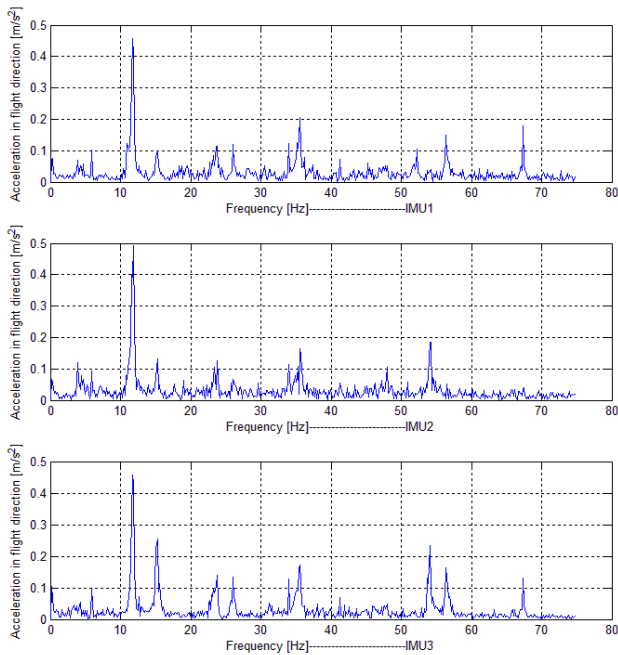 Acceleration in flight direction [m/s²]
0.5
0.4
0.3
0.2
0.1
0
0 10 20 30 40 50 60 70 80
Frequency [Hz]--------------------------IMU1
Acceleration in flight direction [m/s²]
0.5
0.4
0.3
0.2
0.1
0
0 10 20 30 40 50 60 70 80
Frequency [Hz]--------------------------IMU2
Acceleration in flight direction [m/s²]
0.5
0.4
0.3
0.2
0.1
0
0 10 20 30 40 50 60 70 80
Frequency [Hz]--------------------------IMU3